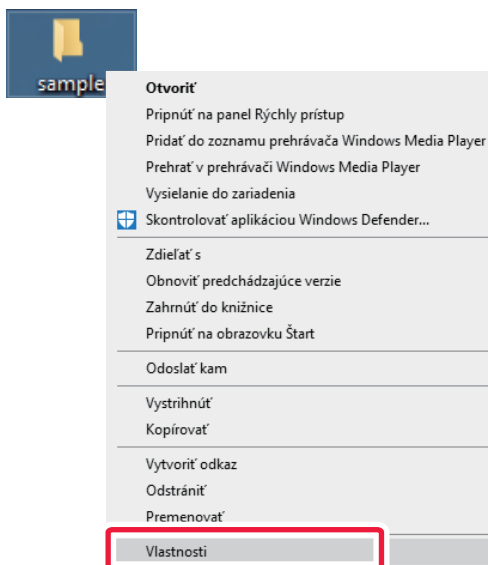 sample
Otvoriť
Pripnúť na panel Rýchly prístup
Pridať do zoznamu prehrávača Windows Media Player
Prehrať v prehrávači Windows Media Player
Vysielanie do zariadenia
Skontrolovať aplikáciou Windows Defender...
Zdieľať s
Obnoviť predchádzajúce verzie
Zahrnúť do knižnice
Pripnúť na obrazovku Štart
Odoslať kam
Vystrihnúť
Kopírovať
Vytvoriť odkaz
Odstrániť
Premenovať
Vlastnosti